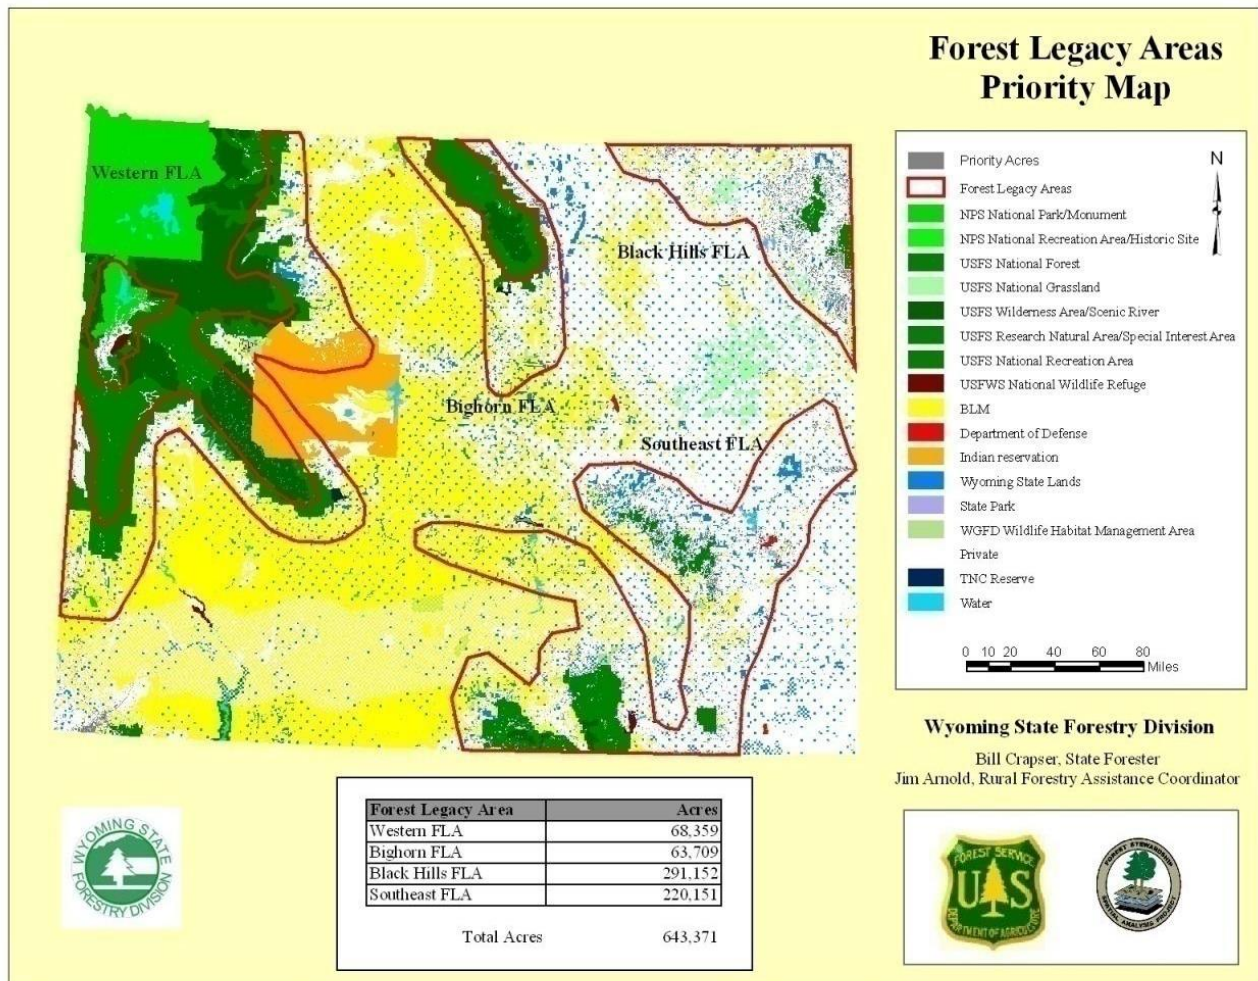 Forest Legacy Areas
Priority Map
Western FLA
Black Hills FLA
Bighorn FLA
Southeast FLA
Priority Acres
N
Forest Legacy Areas
NPS National Park/Monument
NPS National Recreation Area/Historic Site
USFS National Forest
USFS National Grassland
USFS Wilderness Area/Scenic River
USFS Research Natural Area/Special Interest Area
USFS National Recreation Area
USFWS National Wildlife Refuge
BLM
Department of Defense
Indian reservation
Wyoming State Lands
State Park
WGFD Wildlife Habitat Management Area
Private
TNC Reserve
Water
0 10 20 40 60 80
Miles
Wyoming State Forestry Division
Bill Crapser, State Forester
Jim Arnold, Rural Forestry Assistance Coordinator
Forest Legacy Area Acres
Western FLA 68,359
Bighorn FLA 63,709
Black Hills FLA 291,152
Southeast FLA 220,151
Total Acres 643,371
WYOMING STATE
FORESTRY DIVISION
FOREST SERVICE
U S
DEPARTMENT OF AGRICULTURE
FOREST STEWARDSHIP
SPATIAL ANALYSIS PROJECT